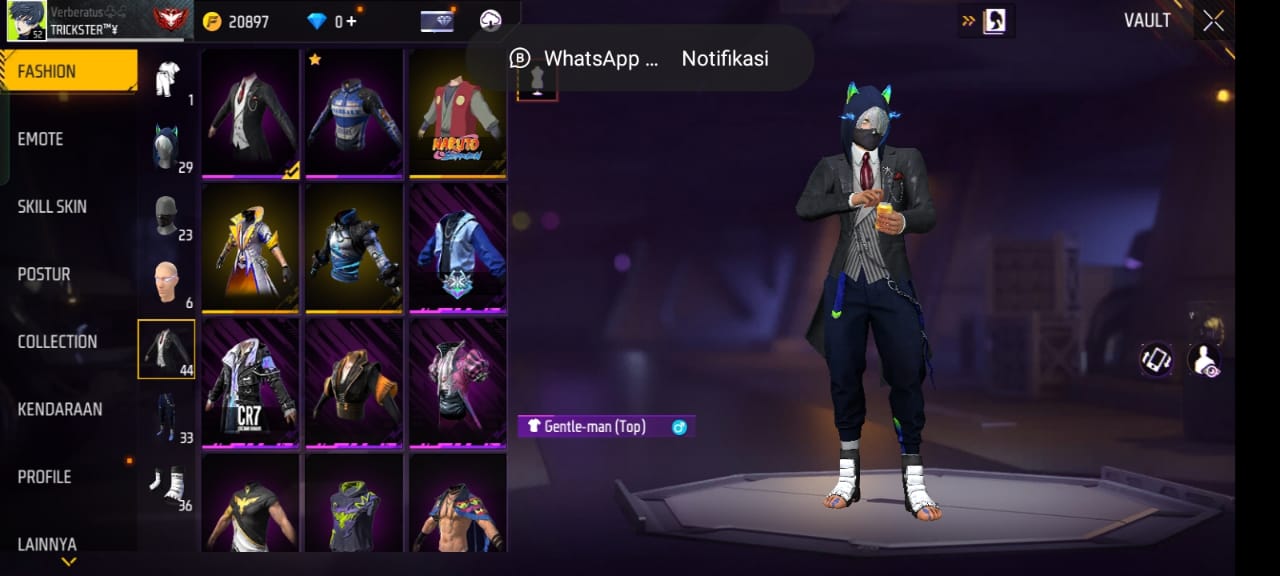 Verberatus
52
TRICKSTER™¥
20897
0+
B WhatsApp ... Notifikasi
VAULT
FASHION
EMOTE
SKILL SKIN
POSTUR
COLLECTION
KENDARAAN
PROFILE
LAINNYA
1
29
23
6
44
33
36
NARUTO
CR7
Gentle-man (Top)